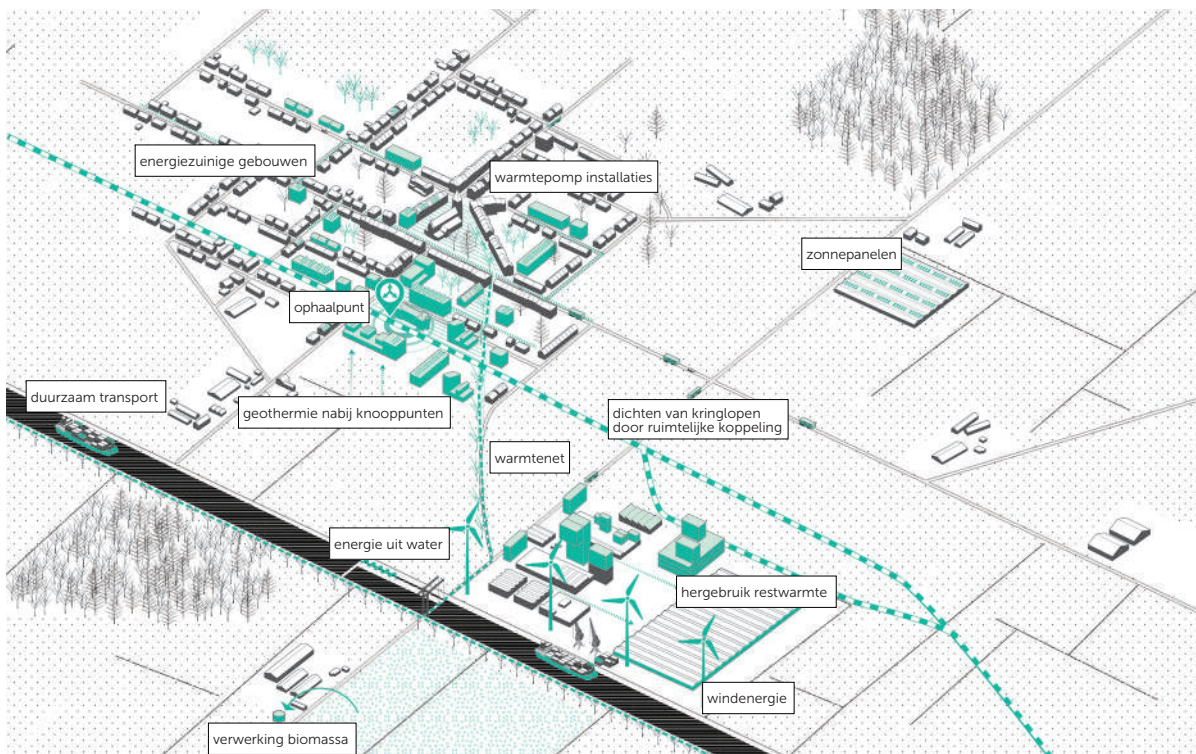 energiezuinige gebouwen
warmtepomp installaties
zonnepanelen
ophaalpunt
duurzaam transport
geothermie nabij knooppunten
dichten van kringlopen
door ruimtelijke koppeling
warmtenet
energie uit water
hergebruik restwarmte
windenergie
verwerking biomassa